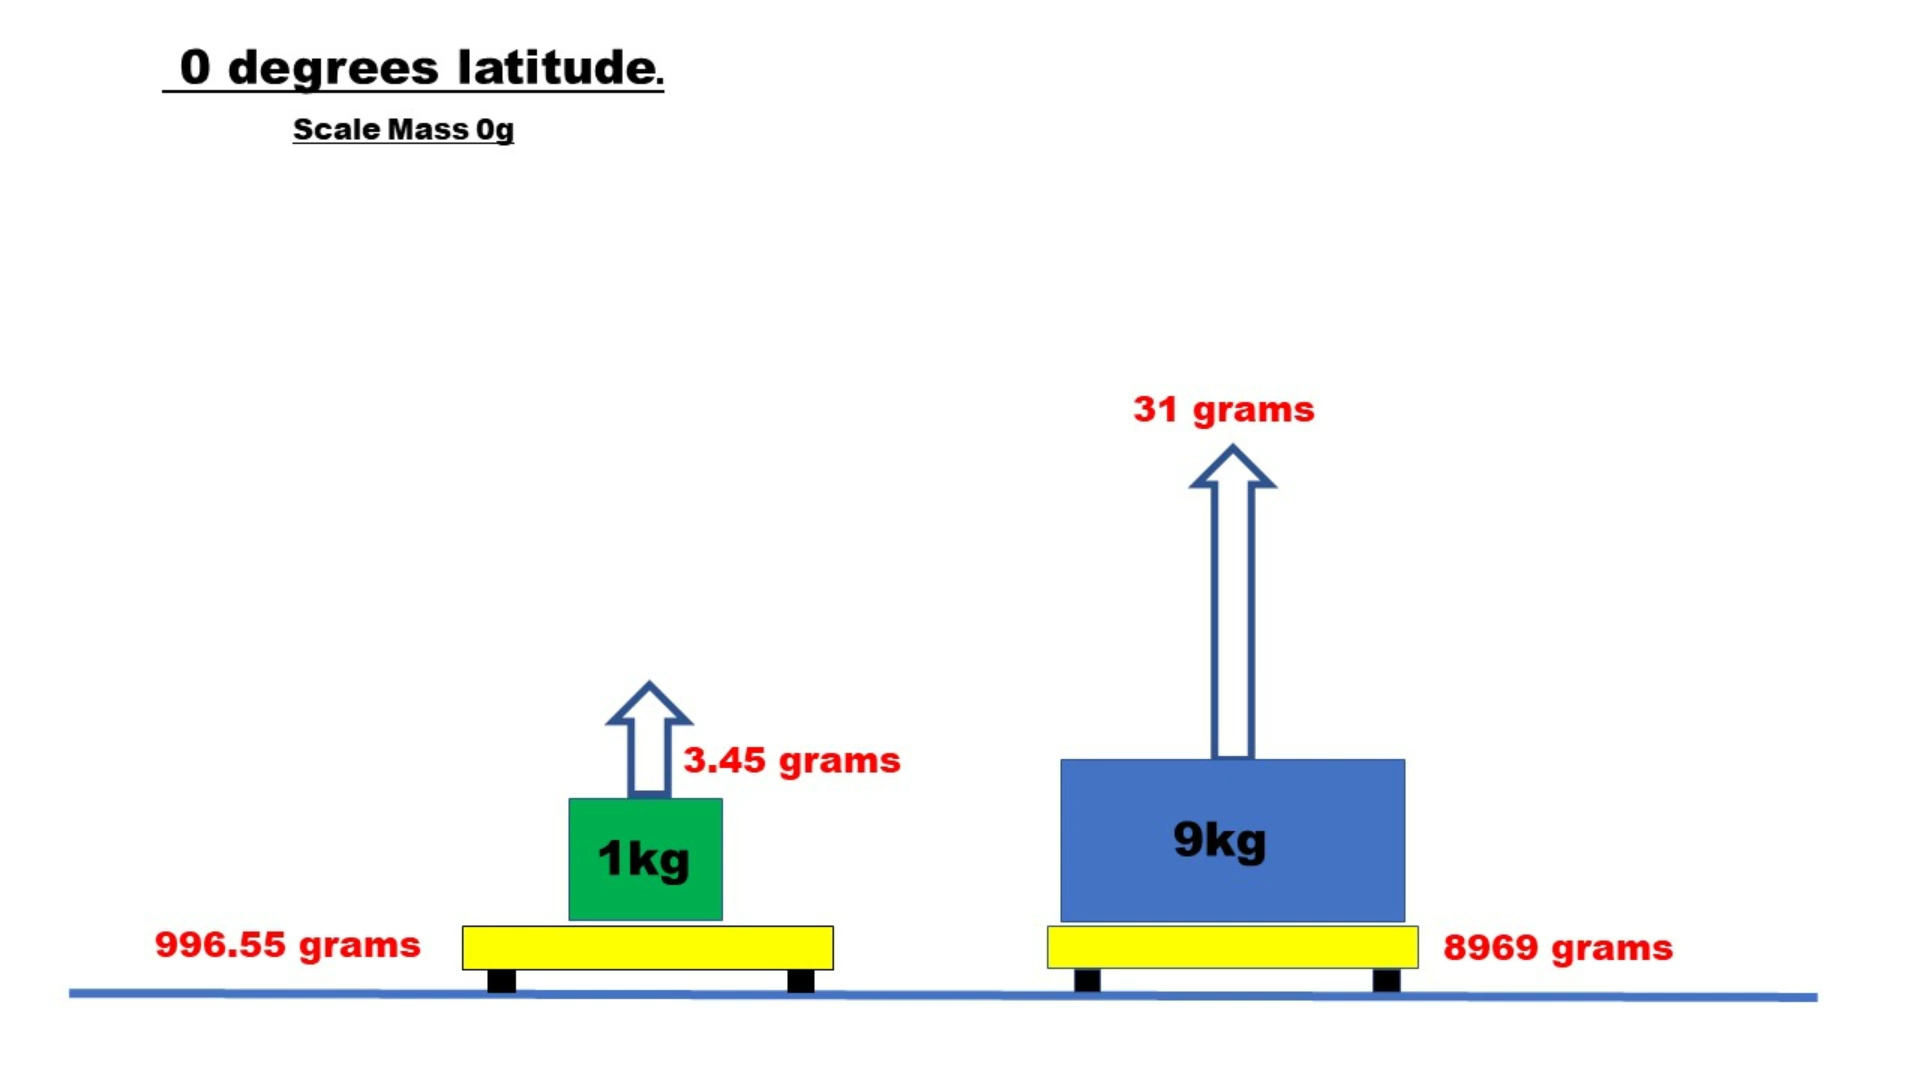 0 degrees latitude.
Scale Mass 0g
31 grams
3.45 grams
1kg
9kg
996.55 grams
8969 grams